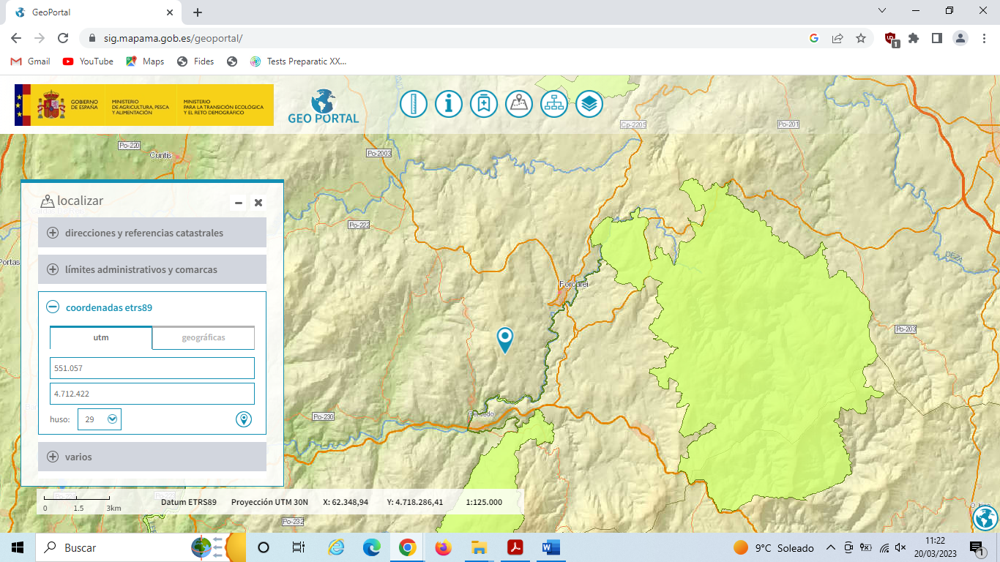 GeoPortal
sig.mapama.gob.es/geoportal/
1
Gmail
YouTube
Maps
Fides
Tests Preparatic XX...
GOBIERNO
DE ESPAÑA
MINISTERIO
DE AGRICULTURA, PESCA
Y ALIMENTACIÓN
MINISTERIO
PARA LA TRANSICIÓN ECOLÓGICA
Y EL RETO DEMOGRÁFICO
GEO PORTAL
Cp-2205
Po-201
Po-220
Cuntis
Po-2003
localizar
direcciones y referencias catastrales
Po-222
Portas
límites administrativos y comarcas
DEZA
Forcarei
coordenadas etrs89
utm
geográficas
Po-203
551.057
4.712.422
huso:
29
Po-230
Cerdedo
varios
0
1.5
3km
Datum ETRS89
Proyección UTM 30N
X: 62.348,94
Y: 4.718.286,41
1:125.000
Po-232
Buscar
9°C Soleado
11:22
20/03/2023
1